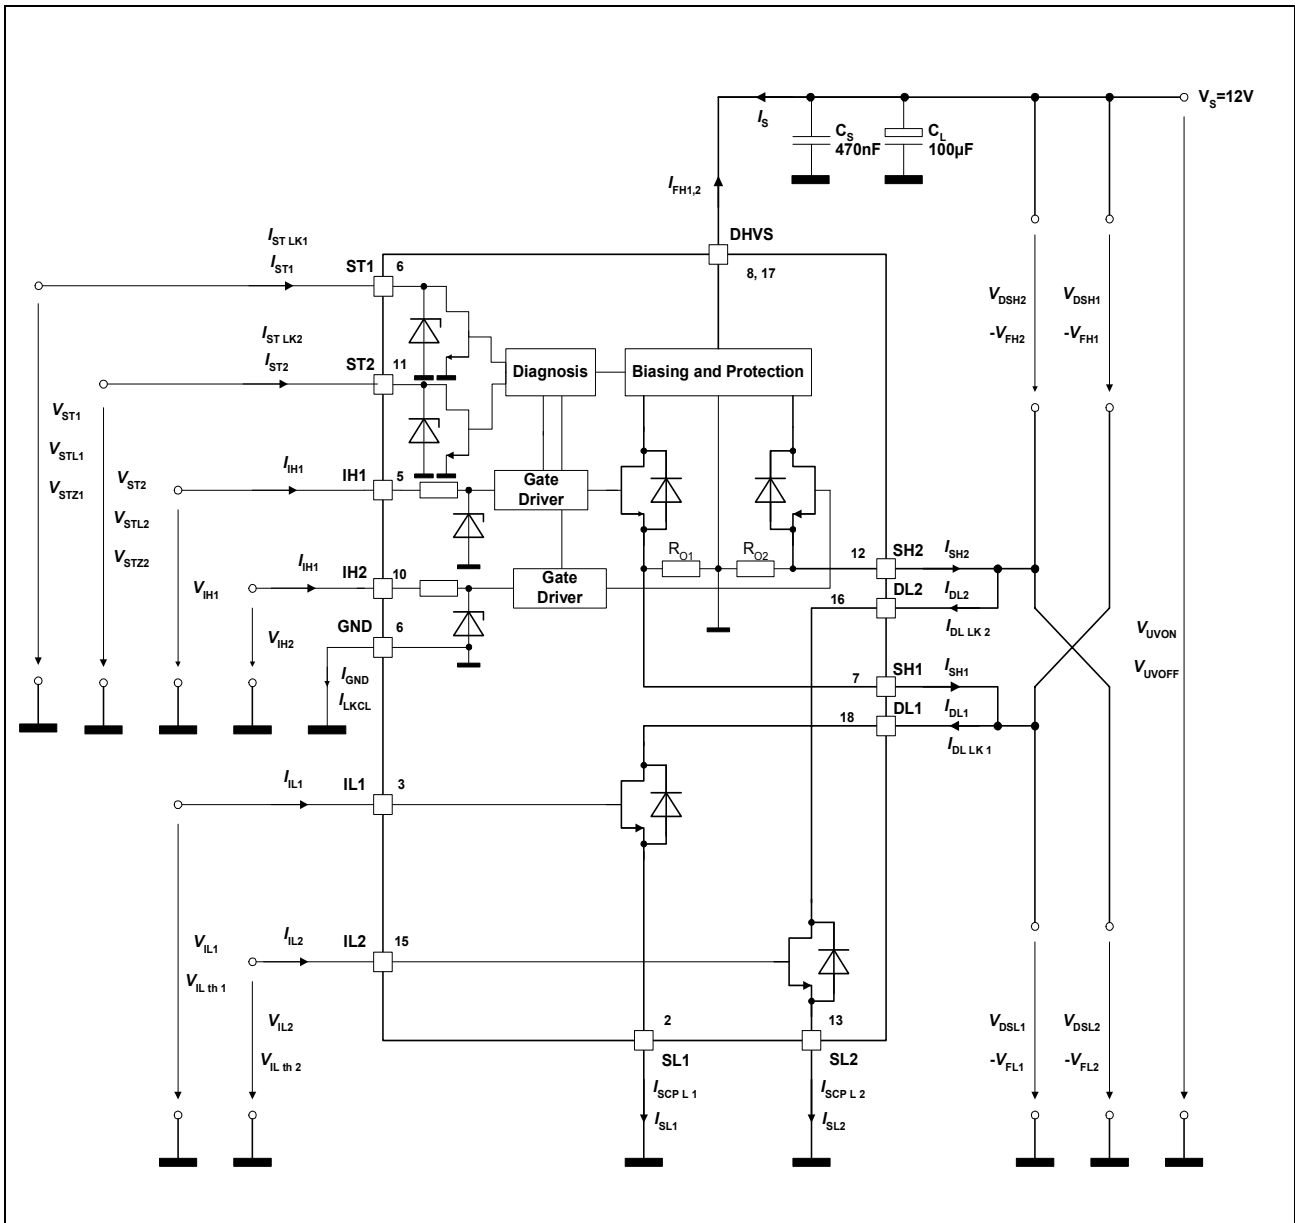 V_S=12V
I_S
C_S
470nF
C_L
100µF
I_FH1,2
DHVS
8, 17
I_ST LK1
I_ST1
ST1
6
I_ST LK2
I_ST2
ST2
11
Diagnosis
Biasing and Protection
V_DSH2
-V_FH2
V_DSH1
-V_FH1
V_ST1
V_STL1
V_STZ1
V_ST2
V_STL2
V_STZ2
I_IH1
IH1
5
Gate
Driver
R_O1
R_O2
12
SH2
I_SH2
DL2
I_DL2
16
I_DL LK 2
V_IH1
I_IH1
IH2
10
Gate
Driver
V_IH2
GND
6
I_GND
I_LKCL
V_UVON
V_UVOFF
SH1
7
I_SH1
DL1
I_DL1
18
I_DL LK 1
I_IL1
IL1
3
V_IL1
V_IL th 1
I_IL2
IL2
15
V_IL2
V_IL th 2
2
SL1
13
SL2
I_SCP L 1
I_SL1
I_SCP L 2
I_SL2
V_DSL1
-V_FL1
V_DSL2
-V_FL2